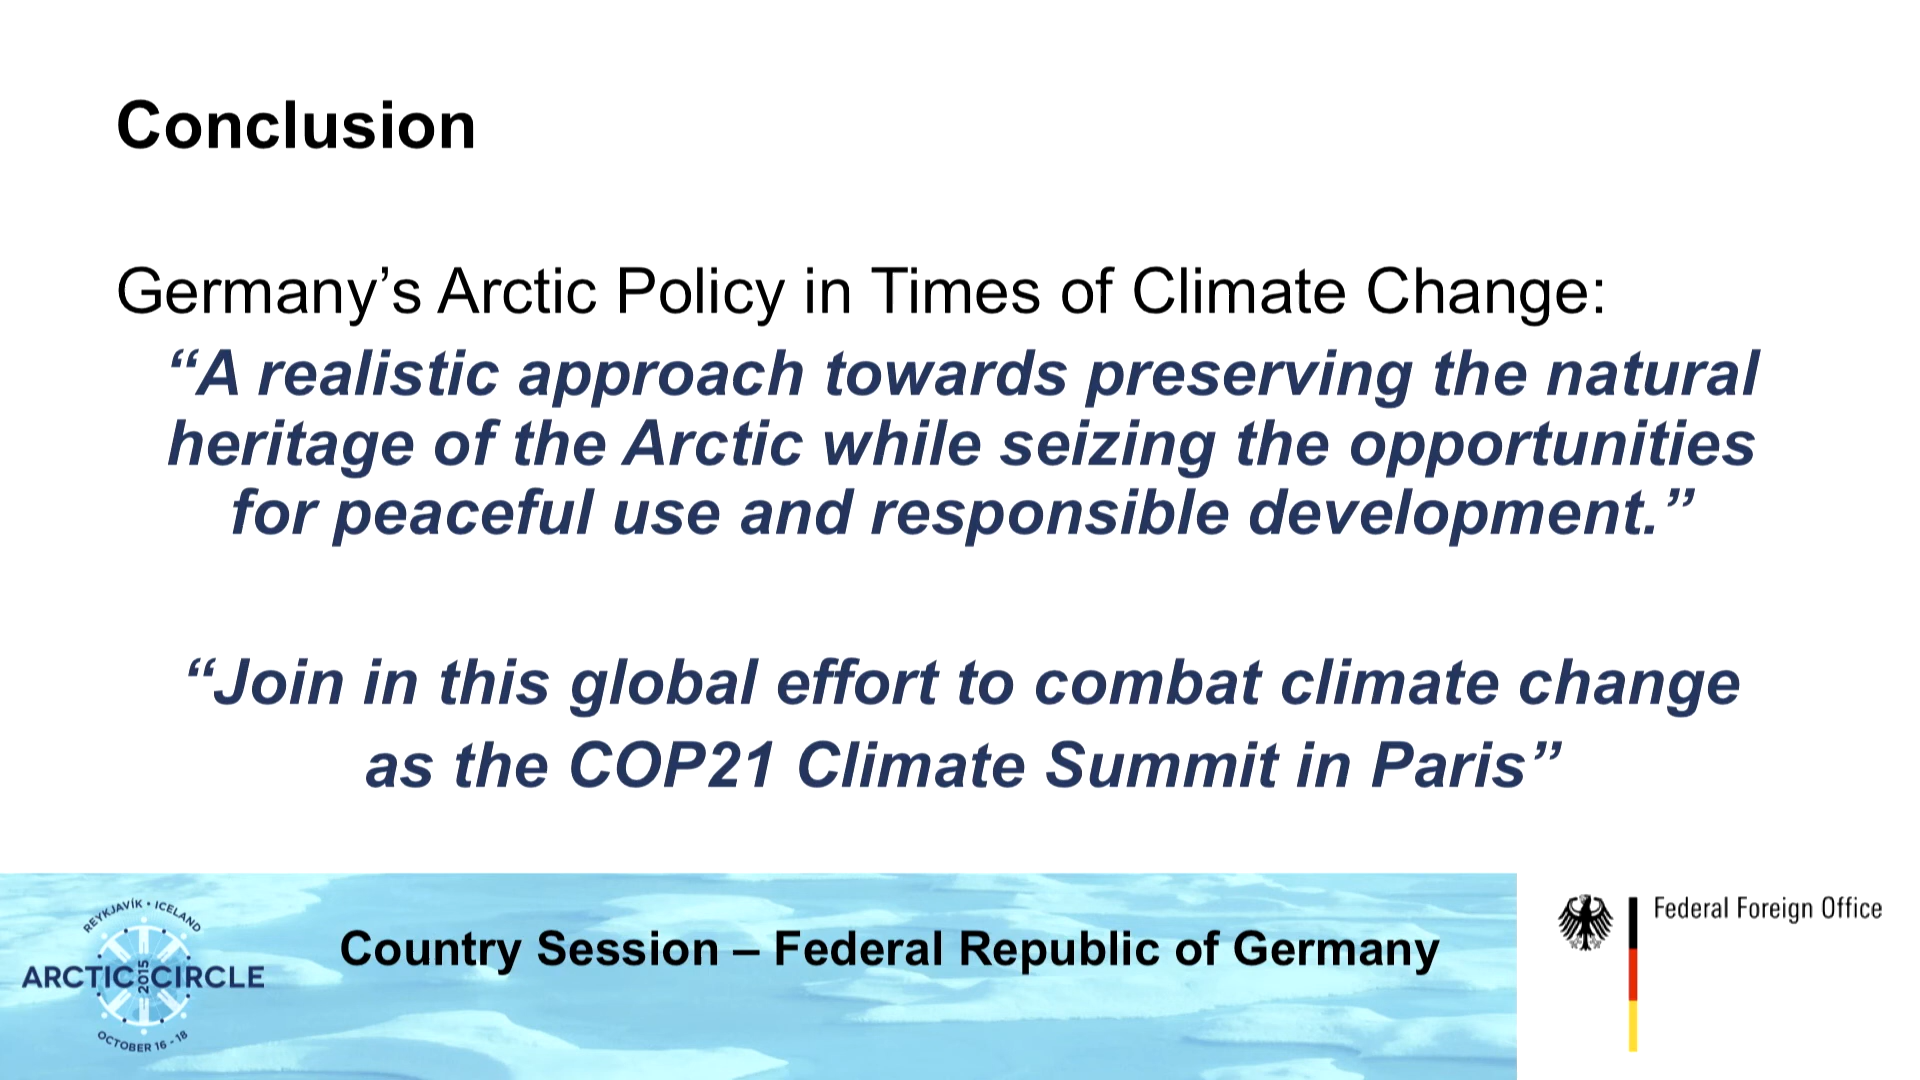 Conclusion
Germany’s Arctic Policy in Times of Climate Change:
“A realistic approach towards preserving the natural
heritage of the Arctic while seizing the opportunities
for peaceful use and responsible development.”
“Join in this global effort to combat climate change
as the COP21 Climate Summit in Paris”
REYKJAVÍK • ICELAND
ARCTIC 2015 CIRCLE
OCTOBER 16 - 18
Country Session – Federal Republic of Germany
Federal Foreign Office